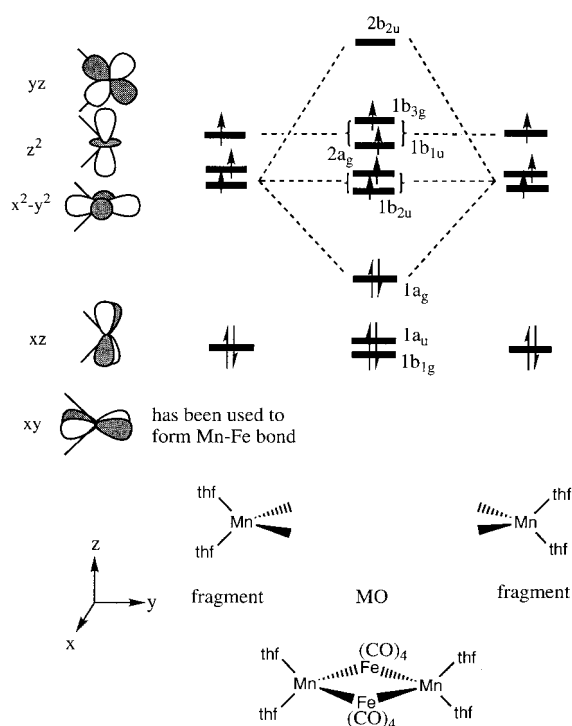 2b₂ᵤ
yz
1b₃g
z²
2a_g 1b₁ᵤ
x²-y²
1b₂ᵤ
1a_g
xz
1aᵤ
1b₁g
xy
has been used to
form Mn-Fe bond
thf Mn thf
thf Mn thf
z
y
x
fragment MO fragment
thf (CO)₄ thf
Mn Fe Mn
thf Fe thf
(CO)₄